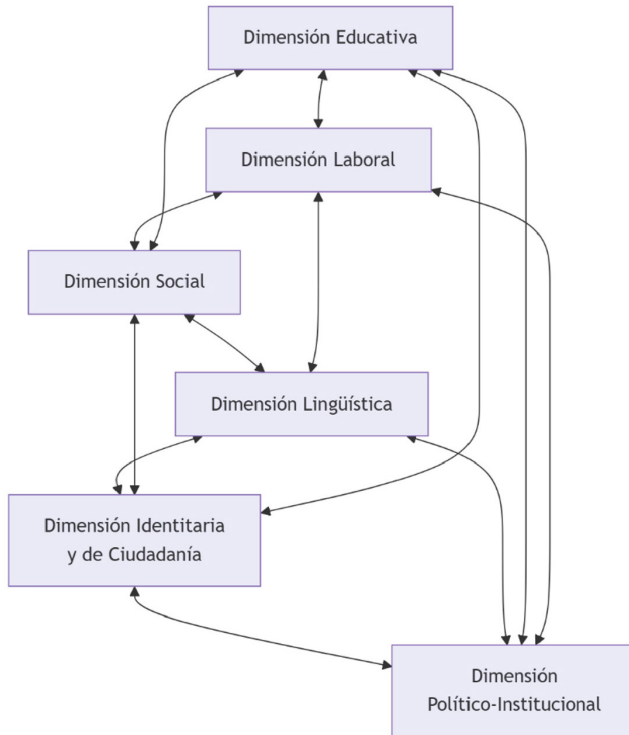 Dimensión Educativa
Dimensión Laboral
Dimensión Social
Dimensión Lingüística
Dimensión Identitaria
y de Ciudadanía
Dimensión
Político-Institucional